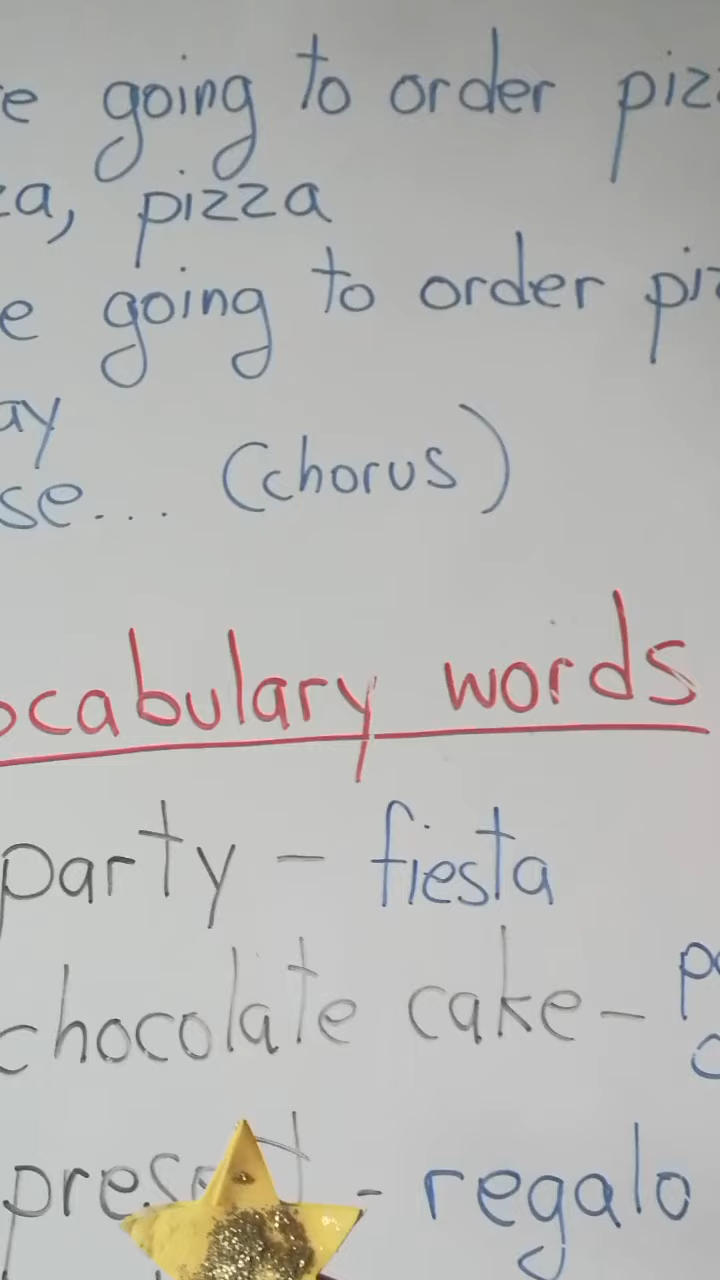 e going to order piz
za, pizza
e going to order pi
ay
se... (chorus)
ocabulary words
party - fiesta
chocolate cake -
- regalo